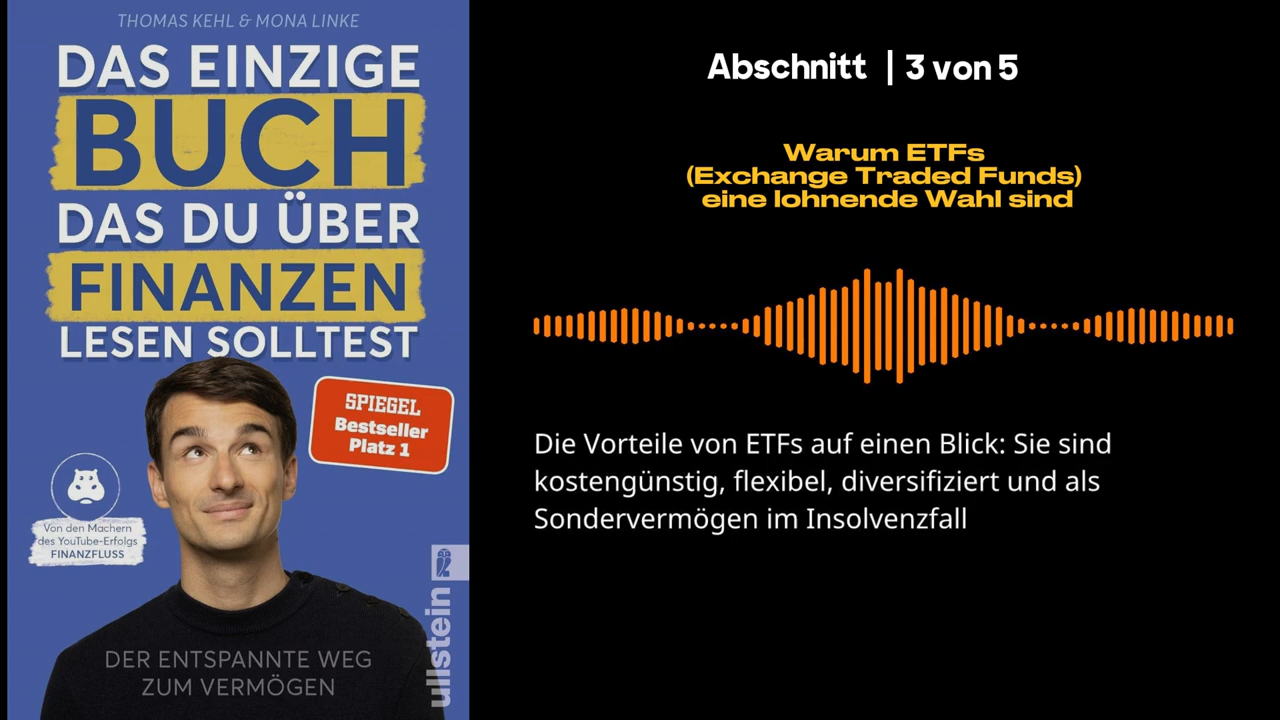 THOMAS KEHL & MONA LINKE
DAS EINZIGE
BUCH
DAS DU ÜBER
FINANZEN
LESEN SOLLTEST
SPIEGEL
Bestseller
Platz 1
Von den Machern
des YouTube-Erfolgs
FINANZFLUSS
ullstein
DER ENTSPANNTE WEG
ZUM VERMÖGEN
Abschnitt | 3 von 5
Warum ETFs
(Exchange Traded Funds)
eine lohnende Wahl sind
Die Vorteile von ETFs auf einen Blick: Sie sind
kostengünstig, flexibel, diversifiziert und als
Sondervermögen im Insolvenzfall